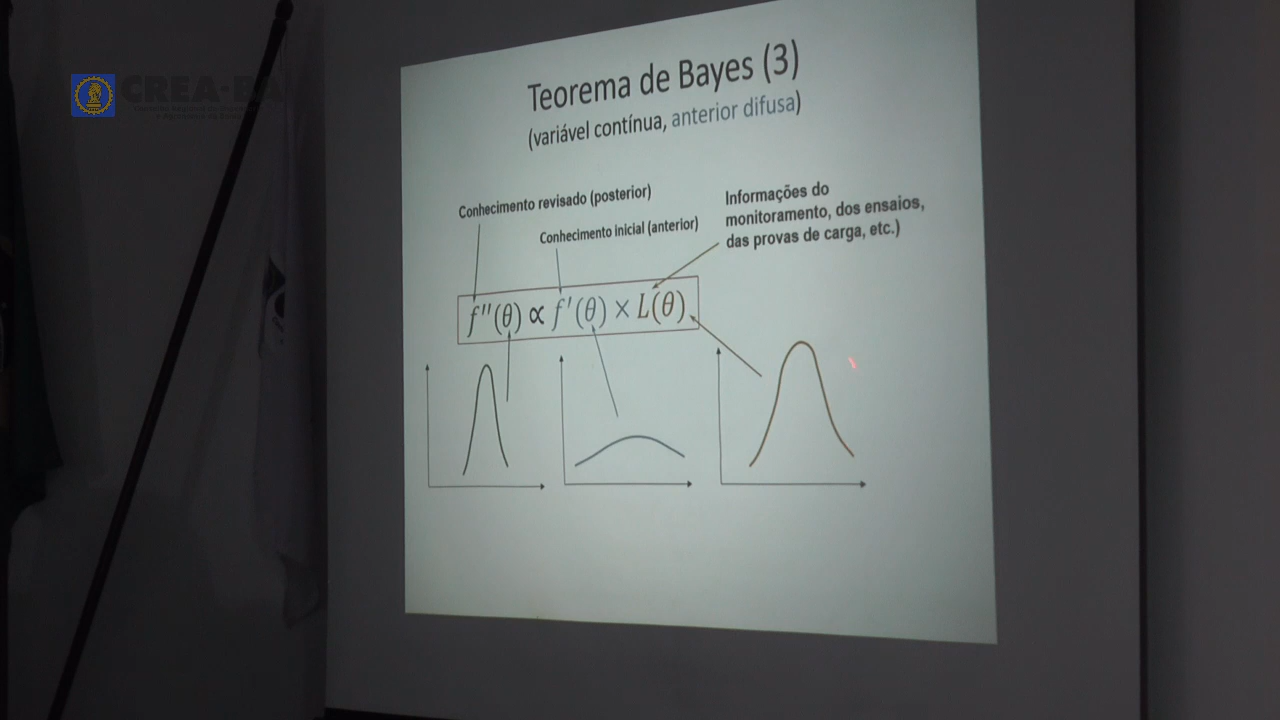 CREA-BA
Teorema de Bayes (3)
(variável contínua, anterior difusa)
Conhecimento revisado (posterior)
Conhecimento inicial (anterior)
Informações do
monitoramento, dos ensaios,
das provas de carga, etc.)
f''(θ) ∝ f'(θ) × L(θ)